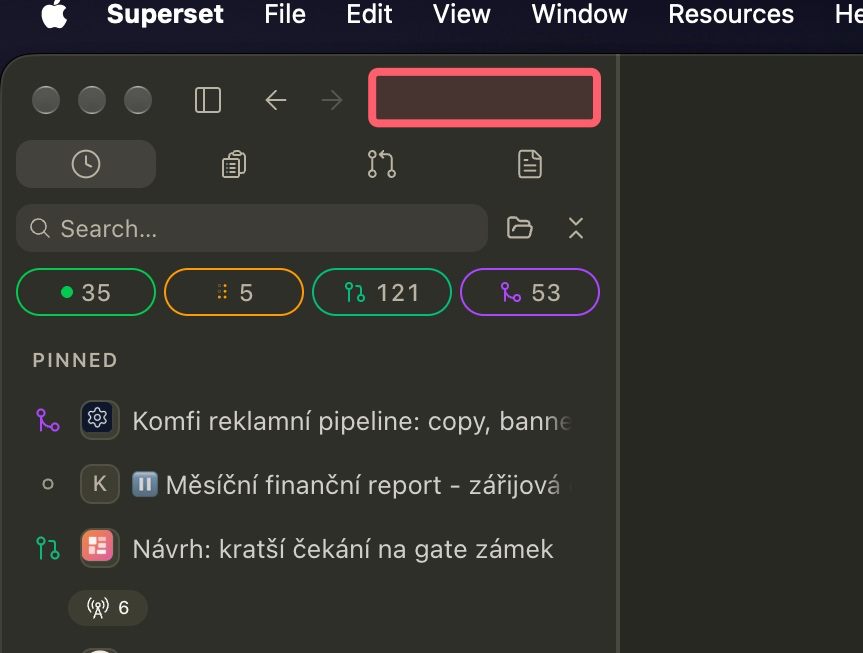 Superset File Edit View Window Resources He
Search...
35 5 121 53
PINNED
Komfi reklamní pipeline: copy, banne
K Měsíční finanční report - zářijová
Návrh: kratší čekání na gate zámek
6